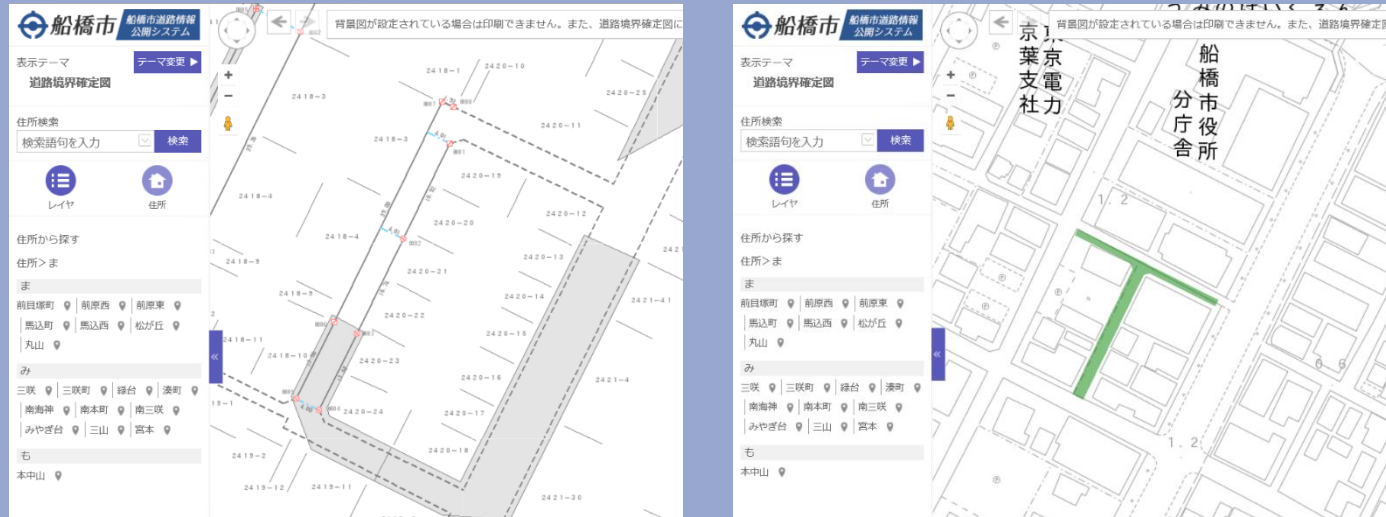 船橋市 船橋市道路情報
公開システム
背景図が設定されている場合は印刷できません。また、道路境界確定図に
表示テーマ
テーマ変更 ▶
道路境界確定図
住所検索
検索語句を入力
検索
レイヤ
住所
住所から探す
住所>ま
ま
前貝塚町 前原西 前原東
馬込町 馬込西 松が丘
丸山
み
三咲 三咲町 緑台 湊町
南海神 南本町 南三咲
みやぎ台 三山 宮本
も
本中山
2418-1
2420-10
2418-3
2420-25
2420-11
2418-3
2420-19
2418-4
2420-12
2420-20
2418-4
2420-13
2418-9
2420-21
2420-14
2421-41
2418-9
2420-22
2420-15
2418-11
2418-10
2420-23
2420-16
2421-4
2420-24
2420-17
2419-2
2420-18
2419-12
2419-11
2421-30
船橋市 船橋市道路情報
公開システム
背景図が設定されている場合は印刷できません。また、道路境界確定図
表示テーマ
テーマ変更 ▶
道路境界確定図
住所検索
検索語句を入力
検索
レイヤ
住所
住所から探す
住所>ま
ま
前貝塚町 前原西 前原東
馬込町 馬込西 松が丘
丸山
み
三咲 三咲町 緑台 湊町
南海神 南本町 南三咲
みやぎ台 三山 宮本
も
本中山
東京電力
京葉支社
船橋市役所
分庁舎
1.2
6.6
1.2